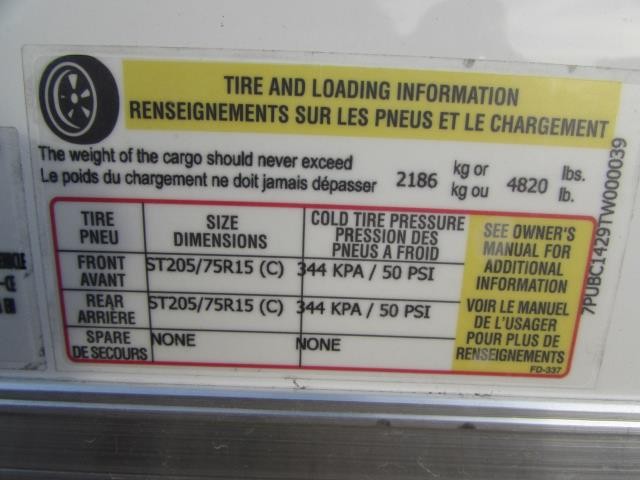 TIRE AND LOADING INFORMATION
RENSEIGNEMENTS SUR LES PNEUS ET LE CHARGEMENT
The weight of the cargo should never exceed 2186 kg or 4820 lbs.
Le poids du chargement ne doit jamais dépasser kg ou lb.
TIRE PNEU
SIZE DIMENSIONS
COLD TIRE PRESSURE
PRESSION DES
PNEUS A FROID
FRONT AVANT
ST205/75R15 (C)
344 KPA / 50 PSI
REAR ARRIÈRE
ST205/75R15 (C)
344 KPA / 50 PSI
SPARE DE SECOURS
NONE
NONE
SEE OWNER'S
MANUAL FOR
ADDITIONAL
INFORMATION
VOIR LE MANUEL
DE L'USAGER
POUR PLUS DE
RENSEIGNEMENTS
FD-337
7PUBC1429TW000039